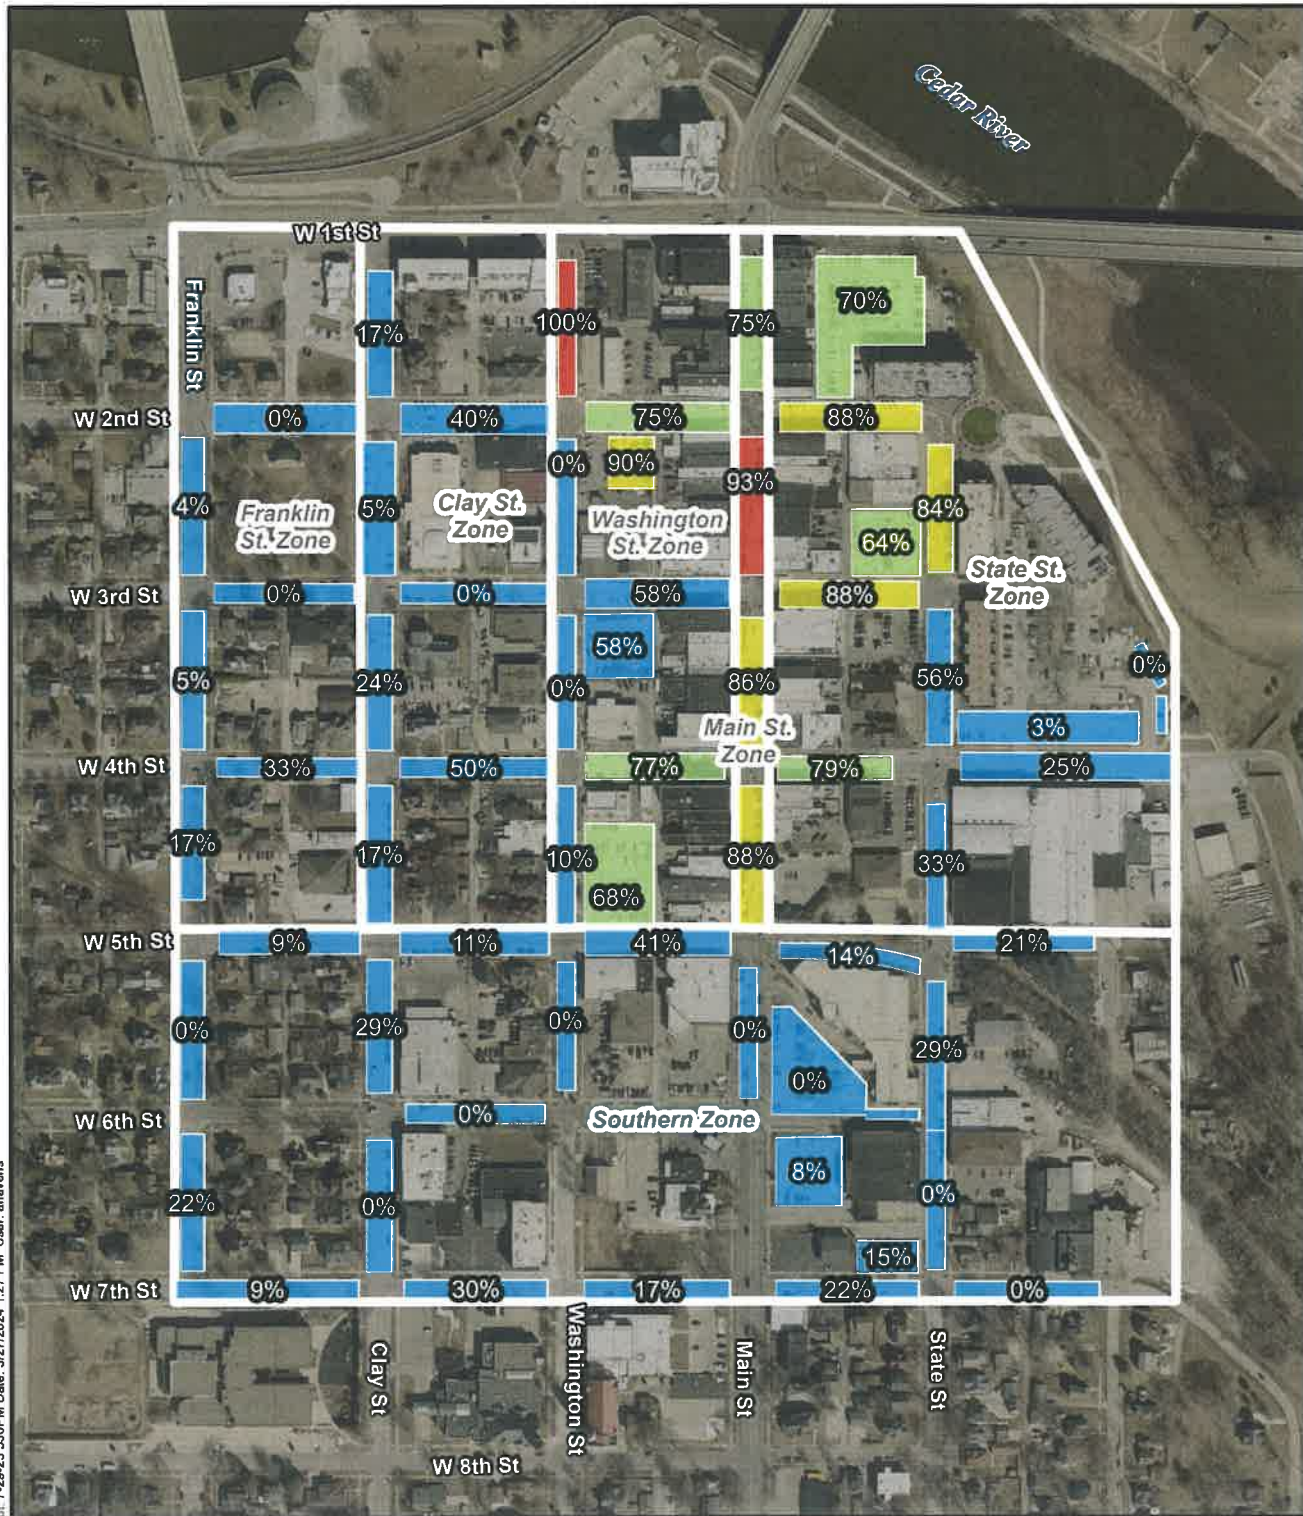 Cedar River
W 1st St
Franklin St
17%
100%
75%
70%
W 2nd St
0%
40%
75%
88%
0%
90%
4%
Franklin
St. Zone
5%
Clay St.
Zone
Washington
St. Zone
93%
84%
64%
State St.
Zone
W 3rd St
0%
0%
58%
88%
58%
0%
5%
24%
0%
86%
56%
Main St.
Zone
3%
W 4th St
33%
50%
77%
79%
25%
17%
17%
10%
68%
88%
33%
W 5th St
9%
11%
41%
14%
21%
0%
29%
0%
0%
29%
0%
W 6th St
0%
Southern Zone
8%
22%
0%
0%
15%
W 7th St
9%
30%
17%
22%
0%
Clay St
Washington St
Main St
State St
W 8th St